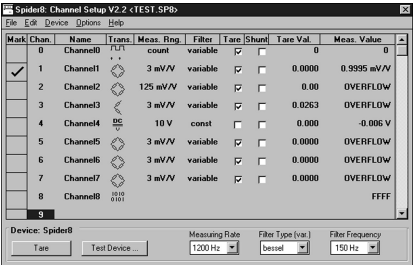 Spider8: Channel Setup V2.2 <TEST.SP8>
File Edit Device Options Help
Mark Chan. Name Trans. Meas. Rng. Filter Tare Shunt Tare Val. Meas. Value
0 Channel0 count variable 0 0
1 Channel1 3 mV/V variable 0.0000 0.9995 mV/V
2 Channel2 125 mV/V variable 0.00 OVERFLOW
3 Channel3 3 mV/V variable 0.0263 OVERFLOW
4 Channel4 DC V 10 V const 0.000 -0.006 V
5 Channel5 3 mV/V variable 0.0000 OVERFLOW
6 Channel6 3 mV/V variable 0.0000 OVERFLOW
7 Channel7 3 mV/V variable 0.0000 OVERFLOW
8 Channel8 1010 0101 FFFF
9
Device: Spider8
Measuring Rate Filter Type (var.) Filter Frequency
Tare Test Device ... 1200 Hz bessel 150 Hz